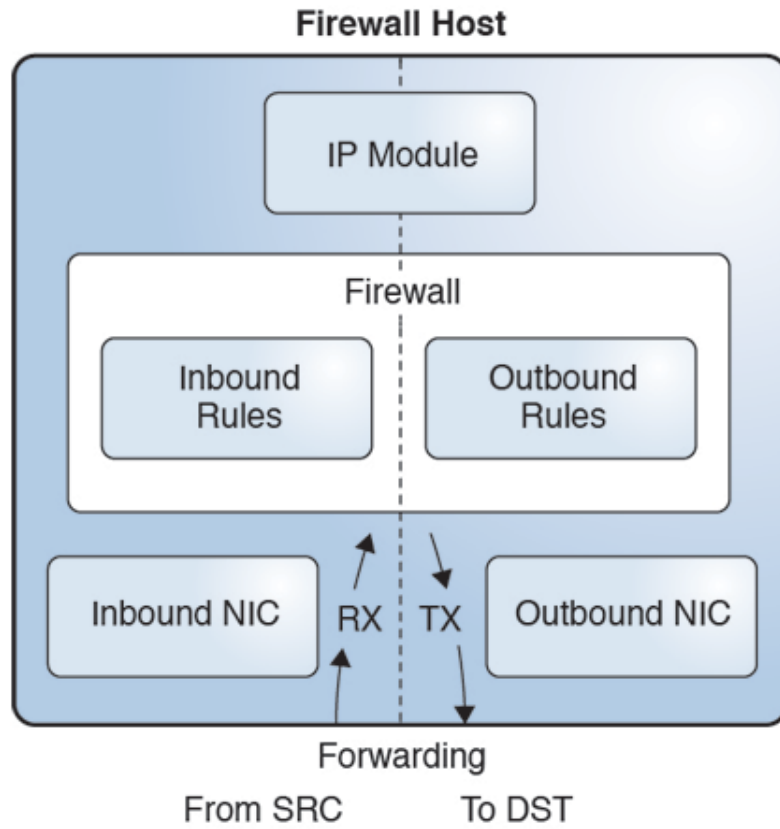 Firewall Host
IP Module
Firewall
Inbound
Rules
Outbound
Rules
Inbound NIC
RX
TX
Outbound NIC
Forwarding
From SRC
To DST